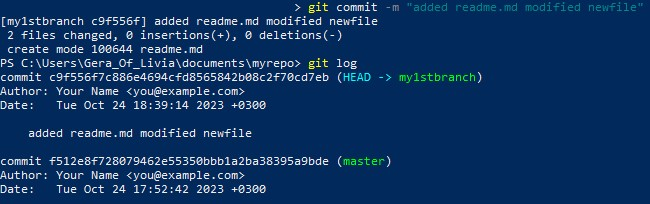 > git commit -m "added readme.md modified newfile"
[my1stbranch c9f556f] added readme.md modified newfile
 2 files changed, 0 insertions(+), 0 deletions(-)
 create mode 100644 readme.md
PS C:\Users\Gera_Of_Livia\documents\myrepo> git log
commit c9f556f7c886e4694cfd8565842b08c2f70cd7eb (HEAD -> my1stbranch)
Author: Your Name <you@example.com>
Date:   Tue Oct 24 18:39:14 2023 +0300

    added readme.md modified newfile

commit f512e8f728079462e55350bbb1a2ba38395a9bde (master)
Author: Your Name <you@example.com>
Date:   Tue Oct 24 17:52:42 2023 +0300